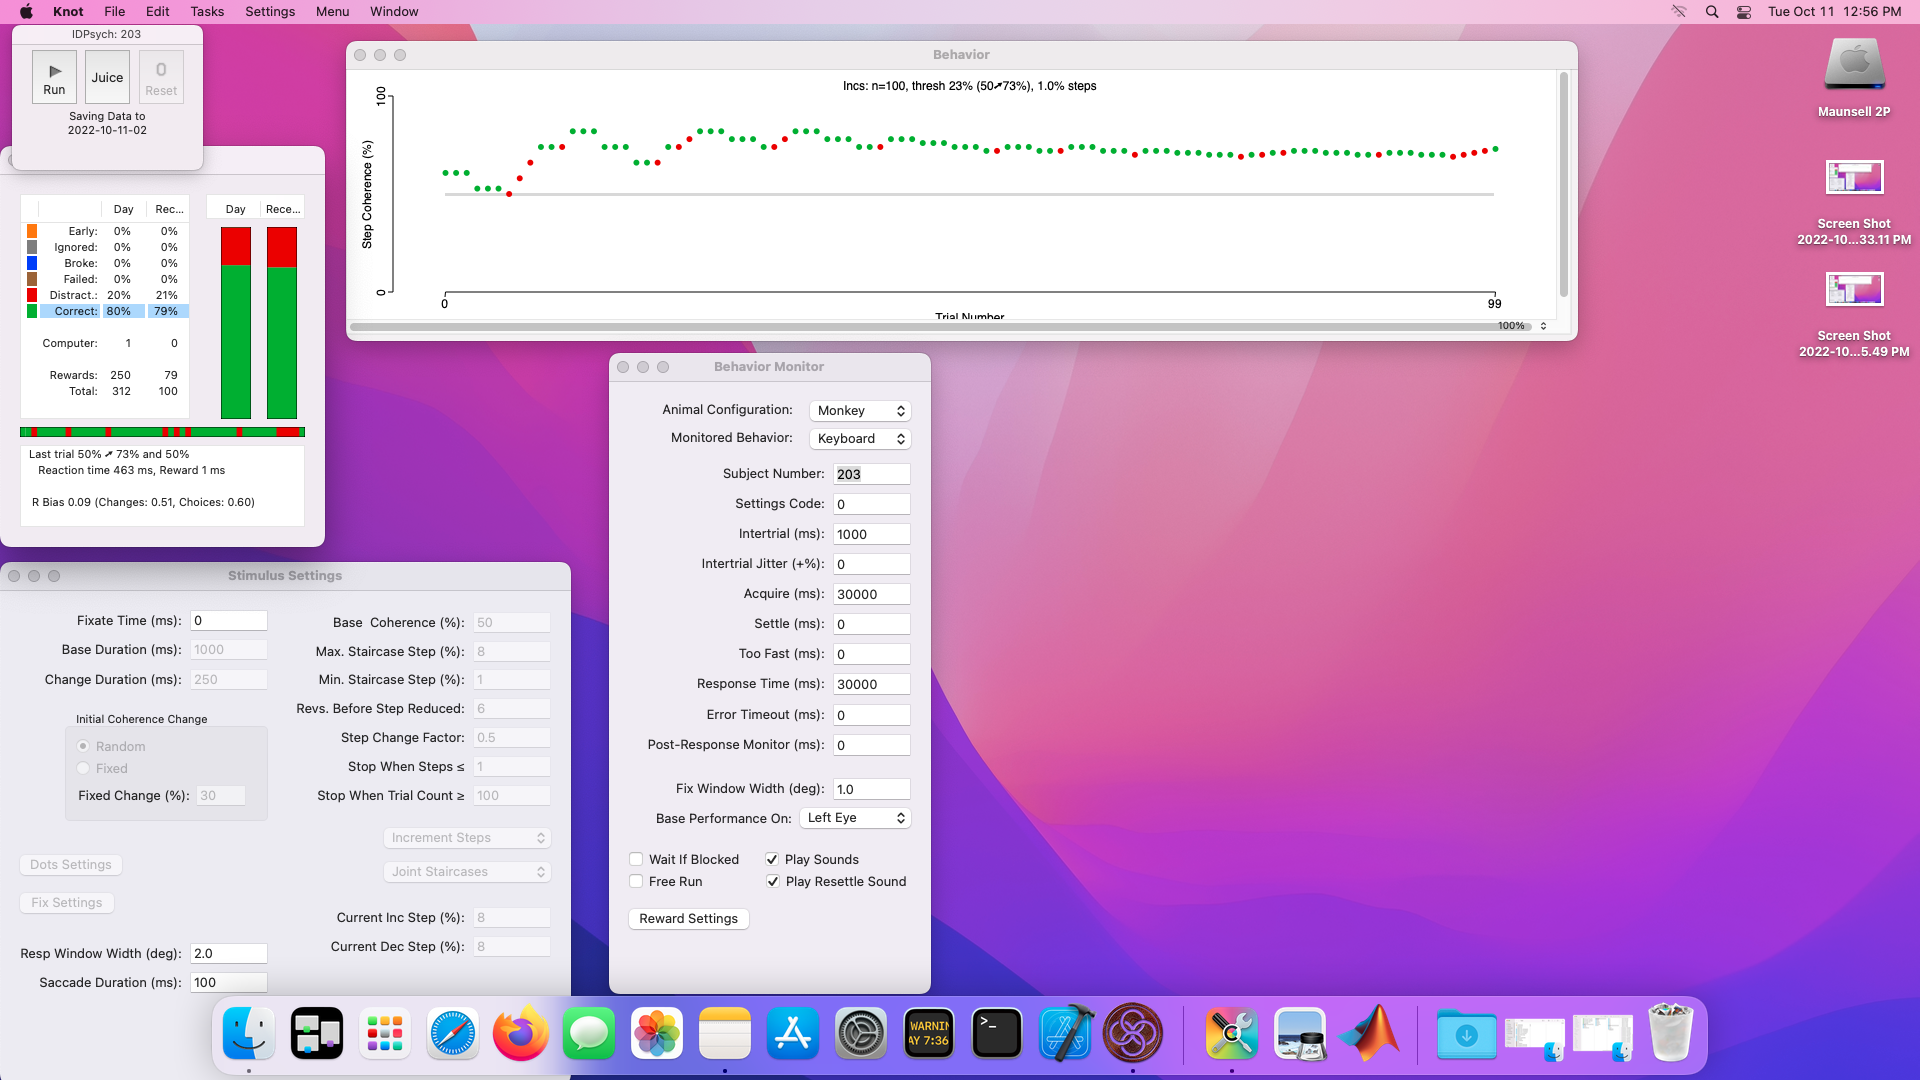 Knot File Edit Tasks Settings Menu Window
Tue Oct 11 12:56 PM
IDPsych: 203
Run
Juice
0
Reset
Saving Data to
2022-10-11-02
Day Rec...
Early: 0% 0%
Ignored: 0% 0%
Broke: 0% 0%
Failed: 0% 0%
Distract.: 20% 21%
Correct: 80% 79%
Computer: 1 0
Rewards: 250 79
Total: 312 100
Day Rece...
Last trial 50% ➚ 73% and 50%
Reaction time 463 ms, Reward 1 ms
R Bias 0.09 (Changes: 0.51, Choices: 0.60)
Behavior
Incs: n=100, thresh 23% (50➚73%), 1.0% steps
Step Coherence (%)
100
0
0
99
Trial Number
100%
Maunsell 2P
Screen Shot
2022-10...33.11 PM
Screen Shot
2022-10...5.49 PM
Behavior Monitor
Animal Configuration: Monkey
Monitored Behavior: Keyboard
Subject Number: 203
Settings Code: 0
Intertrial (ms): 1000
Intertrial Jitter (+%): 0
Acquire (ms): 30000
Settle (ms): 0
Too Fast (ms): 0
Response Time (ms): 30000
Error Timeout (ms): 0
Post-Response Monitor (ms): 0
Fix Window Width (deg): 1.0
Base Performance On: Left Eye
Wait If Blocked
Play Sounds
Free Run
Play Resettle Sound
Reward Settings
Stimulus Settings
Fixate Time (ms): 0
Base Duration (ms): 1000
Change Duration (ms): 250
Initial Coherence Change
Random
Fixed
Fixed Change (%): 30
Dots Settings
Fix Settings
Resp Window Width (deg): 2.0
Saccade Duration (ms): 100
Base Coherence (%): 50
Max. Staircase Step (%): 8
Min. Staircase Step (%): 1
Revs. Before Step Reduced: 6
Step Change Factor: 0.5
Stop When Steps ≤ 1
Stop When Trial Count ≥ 100
Increment Steps
Joint Staircases
Current Inc Step (%): 8
Current Dec Step (%): 8
WARNIN
AY 7:36
>_